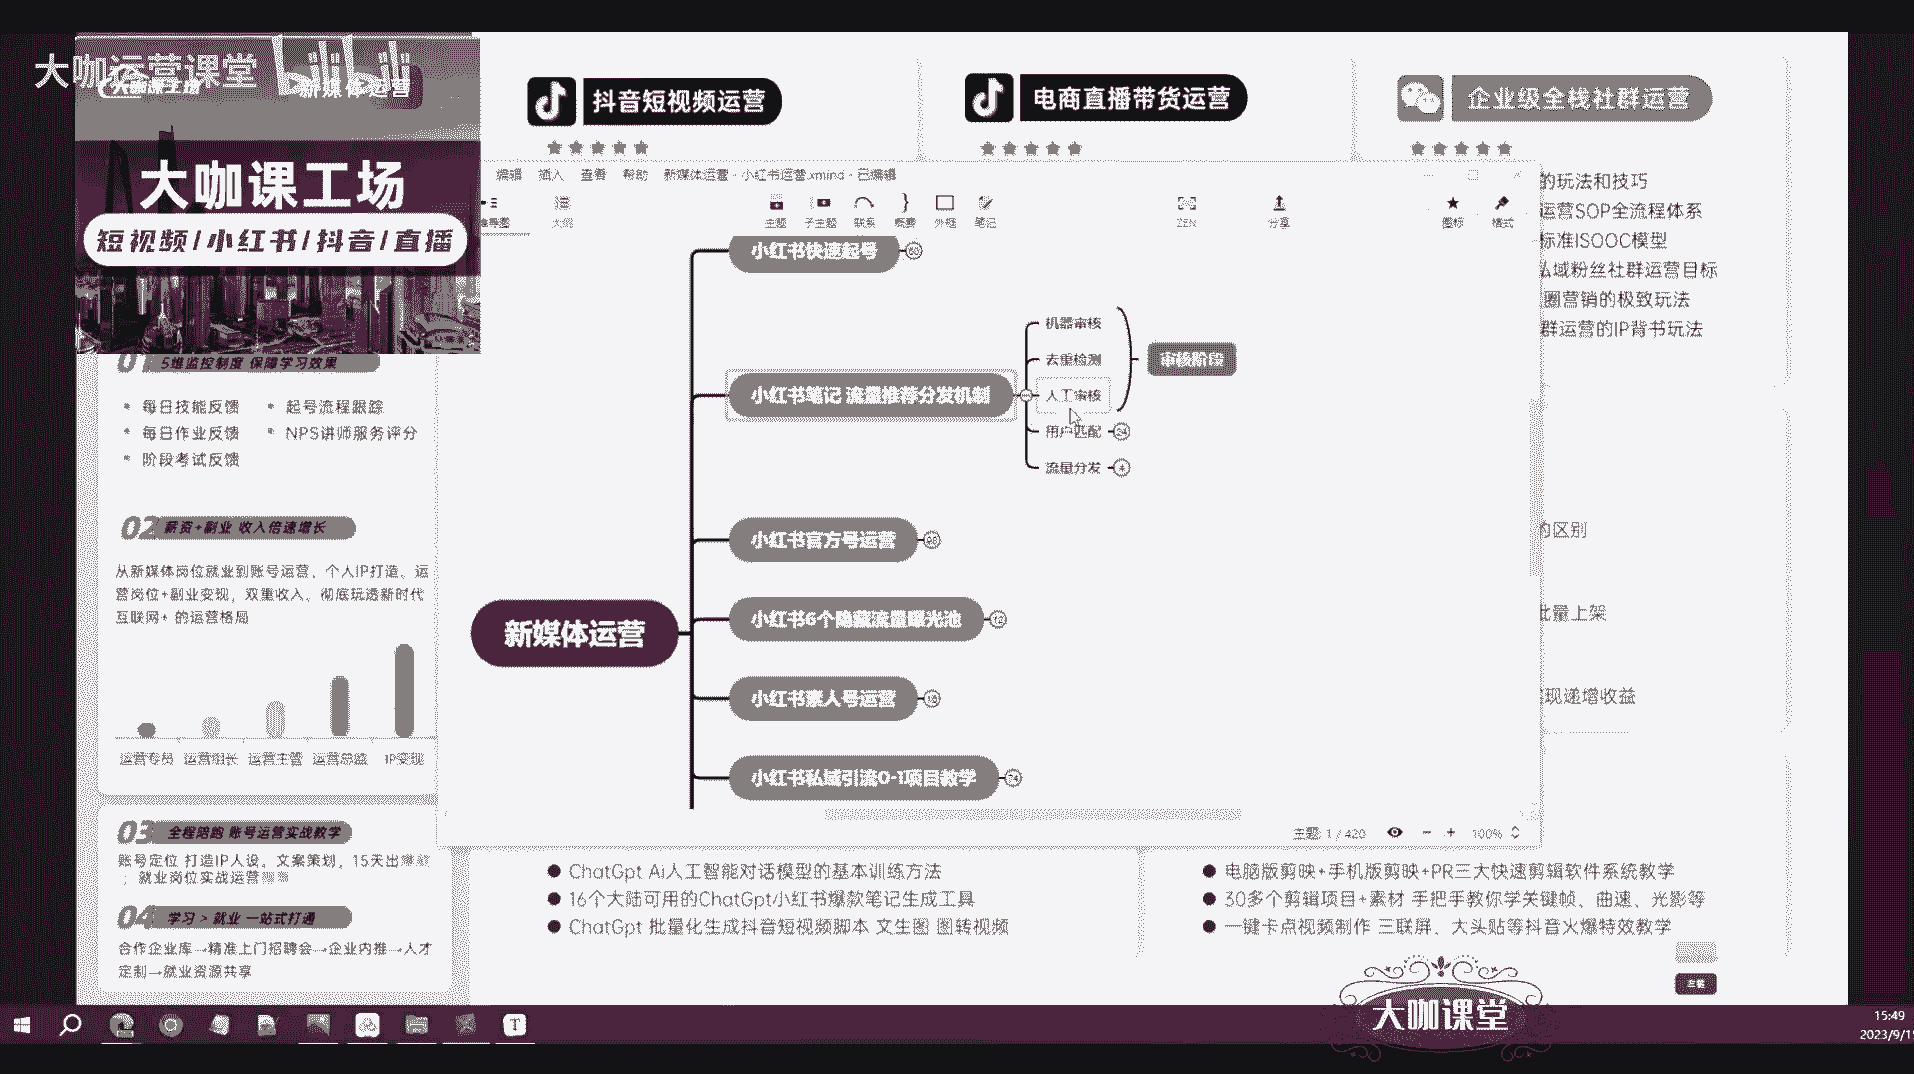 大咖运营课堂
bilibili
大咖课工场
新媒体运营
大咖课工场
短视频/小红书/抖音/直播
抖音短视频运营
电商直播带货运营
企业级全栈社群运营
编辑 插入 查看 帮助 新媒体运营 - 小红书运营.xmind - 已编辑
大纲 主题 子主题 联系 概要 外框 笔记 ZEN 分享 图标 格式
的玩法和技巧
运营SOP全流程体系
标准ISOOC模型
私域粉丝社群运营目标
圈营销的极致玩法
群运营的IP背书玩法
的区别
批量上架
现递增收益
小红书快速起号
小红书笔记 流量推荐分发机制
机器审核
去重检测
人工审核
用户匹配 24
流量分发 4
审核阶段
小红书官方号运营
小红书6个隐藏流量曝光池 12
小红书素人号运营
小红书私域引流0-1项目教学 74
新媒体运营
主题: 1 / 420
100%
01 5维监控制度 保障学习效果
每日技能反馈 起号流程跟踪
每日作业反馈 NPS讲师服务评分
阶段考试反馈
02 薪资+副业 收入倍速增长
从新媒体岗位就业到账号运营、个人IP打造、运
营岗位+副业变现，双重收入，彻底玩透新时代
互联网+ 的运营格局
运营专员 运营组长 运营主管 运营总监 IP变现
03 全程陪跑 账号运营实战教学
账号定位 打造IP人设，文案策划，15天出
；就业岗位实战运营
04 学习 > 就业 一站式打通
合作企业库→精准上门招聘会→企业内推→人才
定制→就业资源共享
ChatGpt Ai人工智能对话模型的基本训练方法
16个大陆可用的ChatGpt小红书爆款笔记生成工具
ChatGpt 批量化生成抖音短视频脚本 文生图 图转视频
电脑版剪映+手机版剪映+PR三大快速剪辑软件系统教学
30多个剪辑项目+素材 手把手教你学关键帧、曲速、光影等
一键卡点视频制作 三联屏、大头贴等抖音火爆特效教学
大咖课堂
15:49